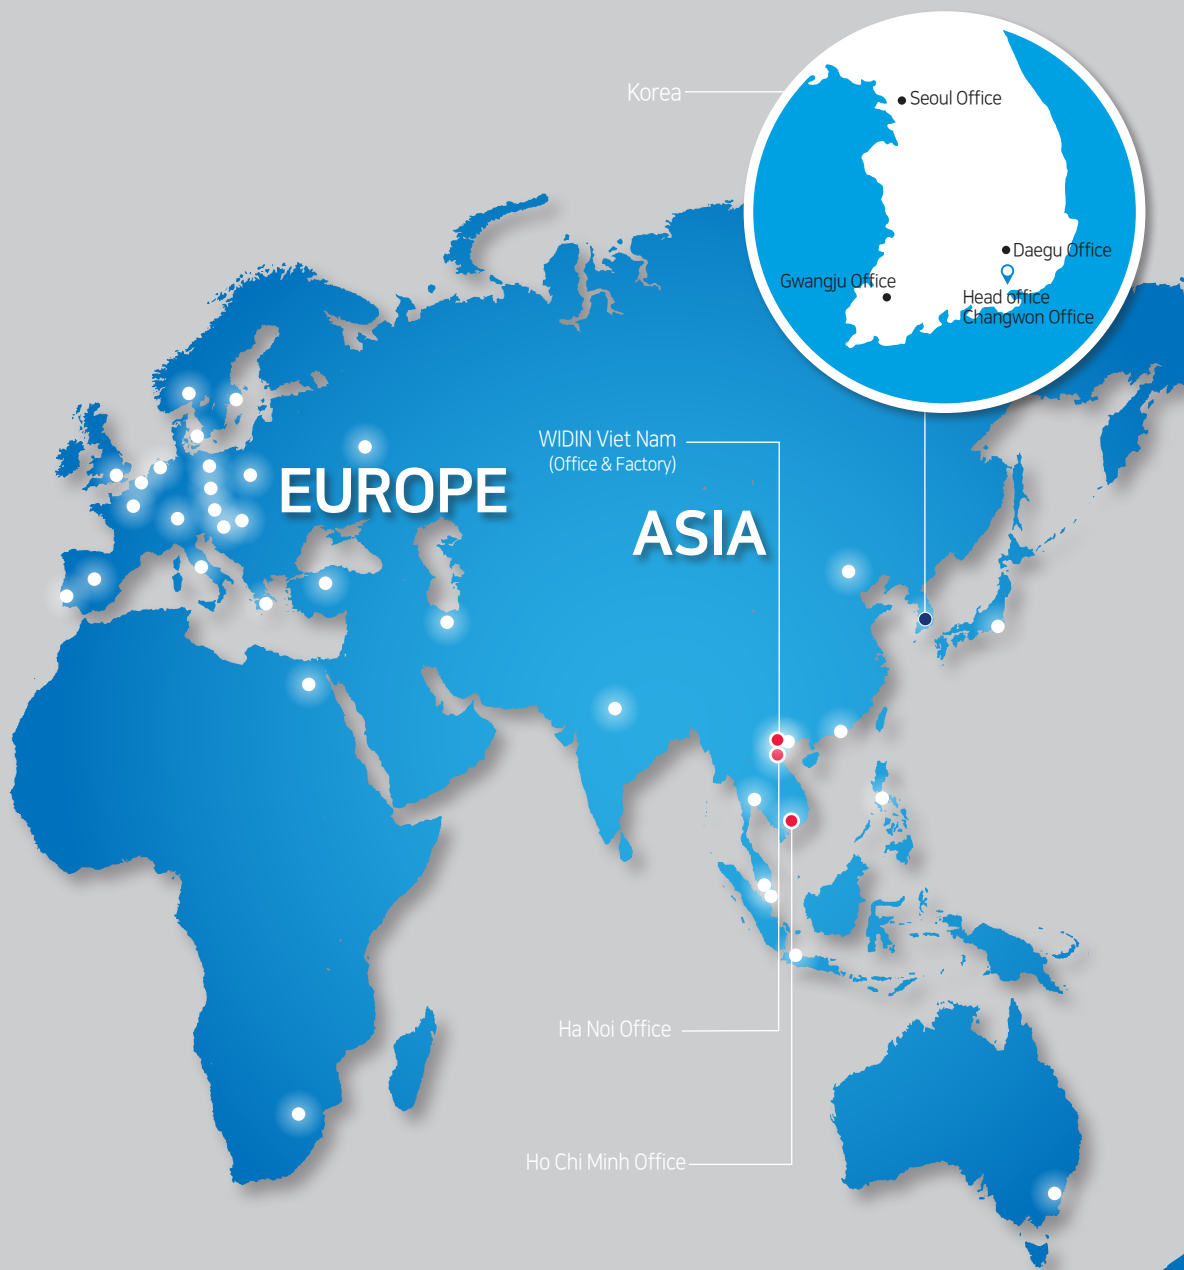 Korea
Seoul Office
Daegu Office
Gwangju Office
Head office
Changwon Office
WIDIN Viet Nam
(Office & Factory)
EUROPE
ASIA
Ha Noi Office
Ho Chi Minh Office